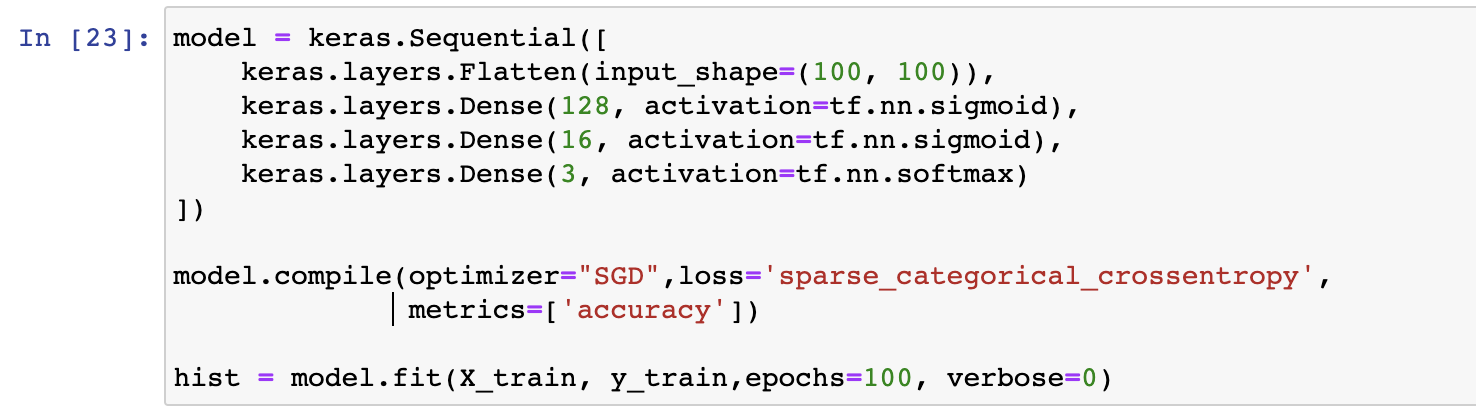 In [23]: model = keras.Sequential([
    keras.layers.Flatten(input_shape=(100, 100)),
    keras.layers.Dense(128, activation=tf.nn.sigmoid),
    keras.layers.Dense(16, activation=tf.nn.sigmoid),
    keras.layers.Dense(3, activation=tf.nn.softmax)
])
model.compile(optimizer="SGD",loss='sparse_categorical_crossentropy',
              metrics=['accuracy'])
hist = model.fit(X_train, y_train,epochs=100, verbose=0)